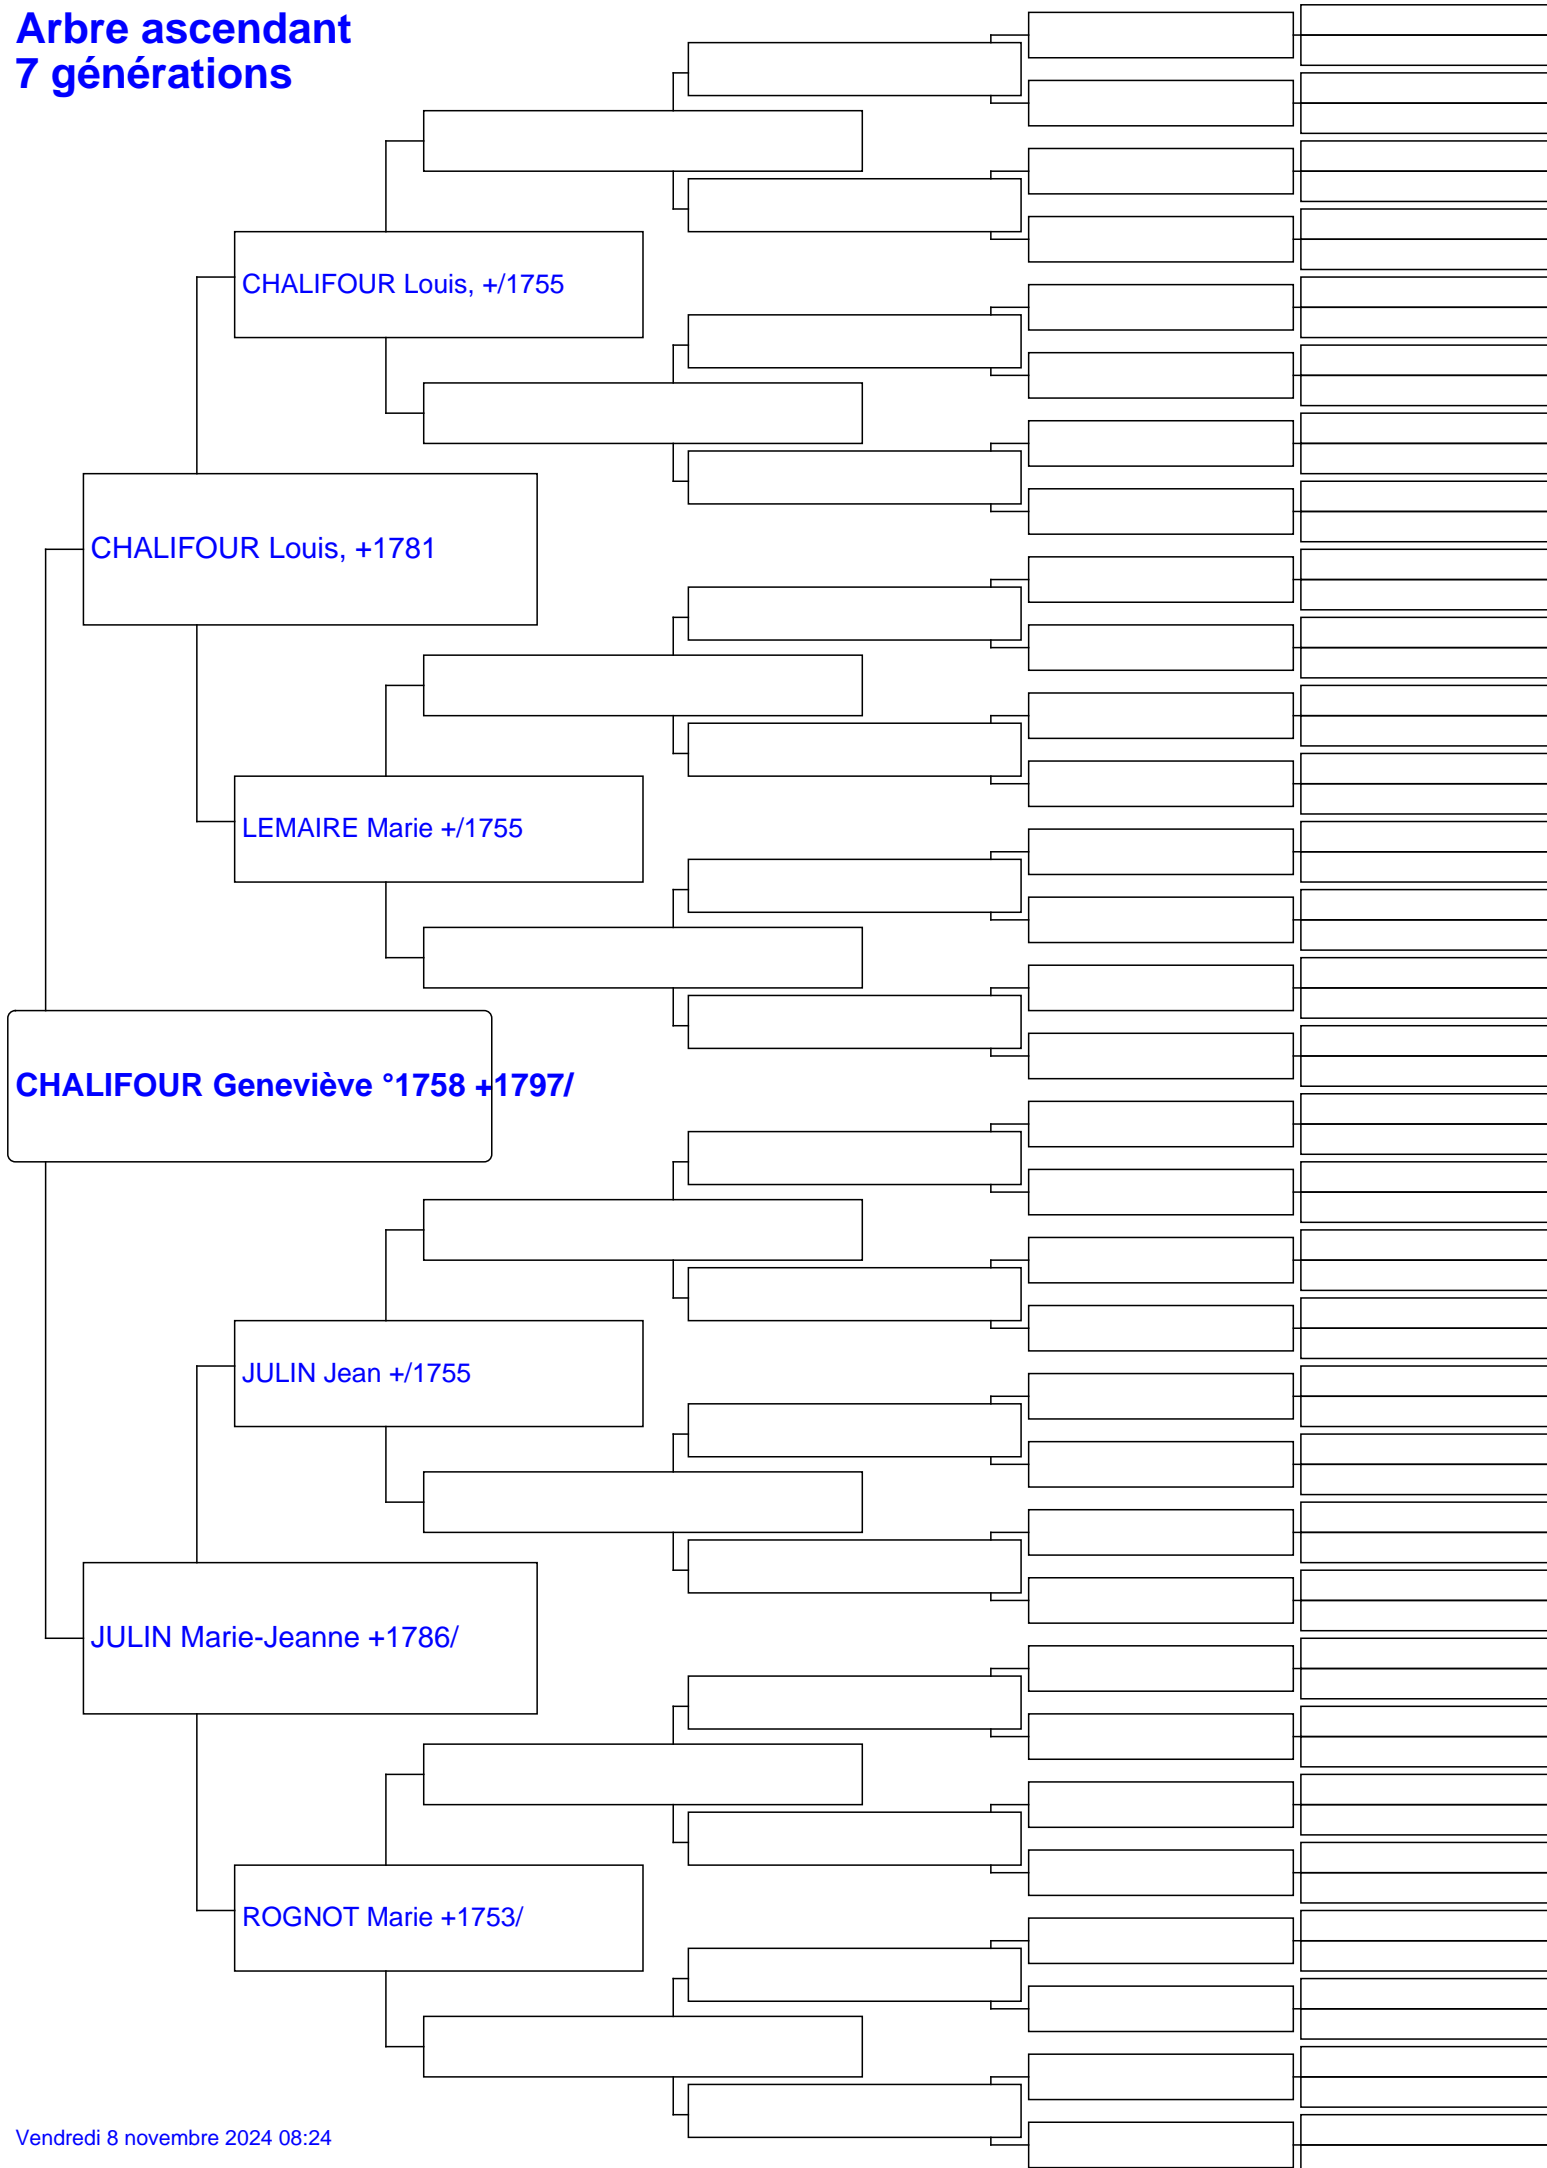 Arbre ascendant
7 générations
CHALIFOUR Louis, +/1755
CHALIFOUR Louis, +1781
LEMAIRE Marie +/1755
CHALIFOUR Geneviève °1758 +1797/
JULIN Jean +/1755
JULIN Marie-Jeanne +1786/
ROGNOT Marie +1753/
Vendredi 8 novembre 2024 08:24